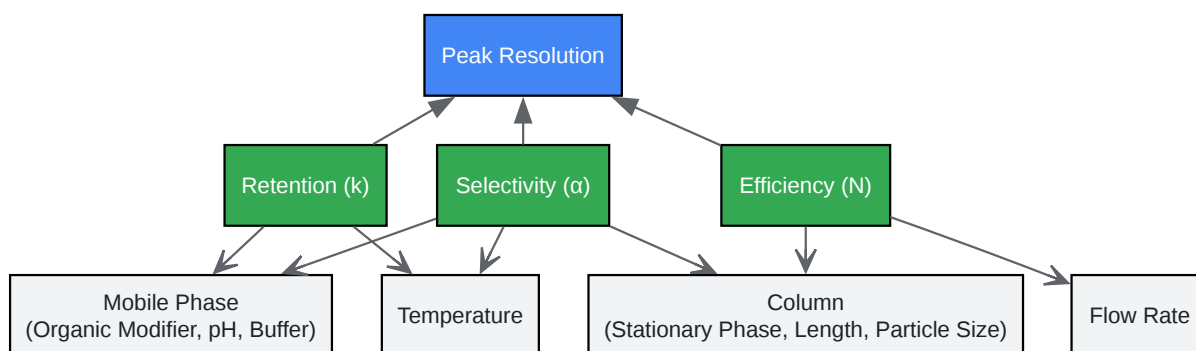 Peak Resolution
Retention (k)
Selectivity (α)
Efficiency (N)
Mobile Phase
(Organic Modifier, pH, Buffer)
Temperature
Column
(Stationary Phase, Length, Particle Size)
Flow Rate